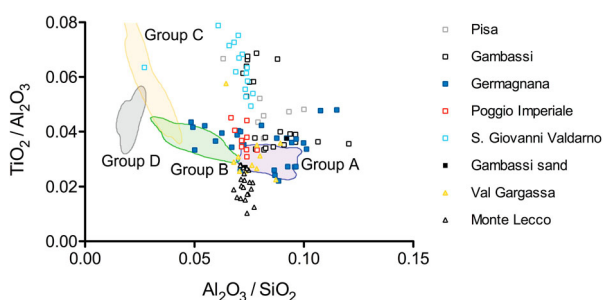 Group C
Group D
Group B
Group A
TiO2 / Al2O3
0.08
0.06
0.04
0.02
0.00
0.00
0.05
0.10
0.15
Al2O3 / SiO2
Pisa
Gambassi
Germagnana
Poggio Imperiale
S. Giovanni Valdarno
Gambassi sand
Val Gargassa
Monte Lecco